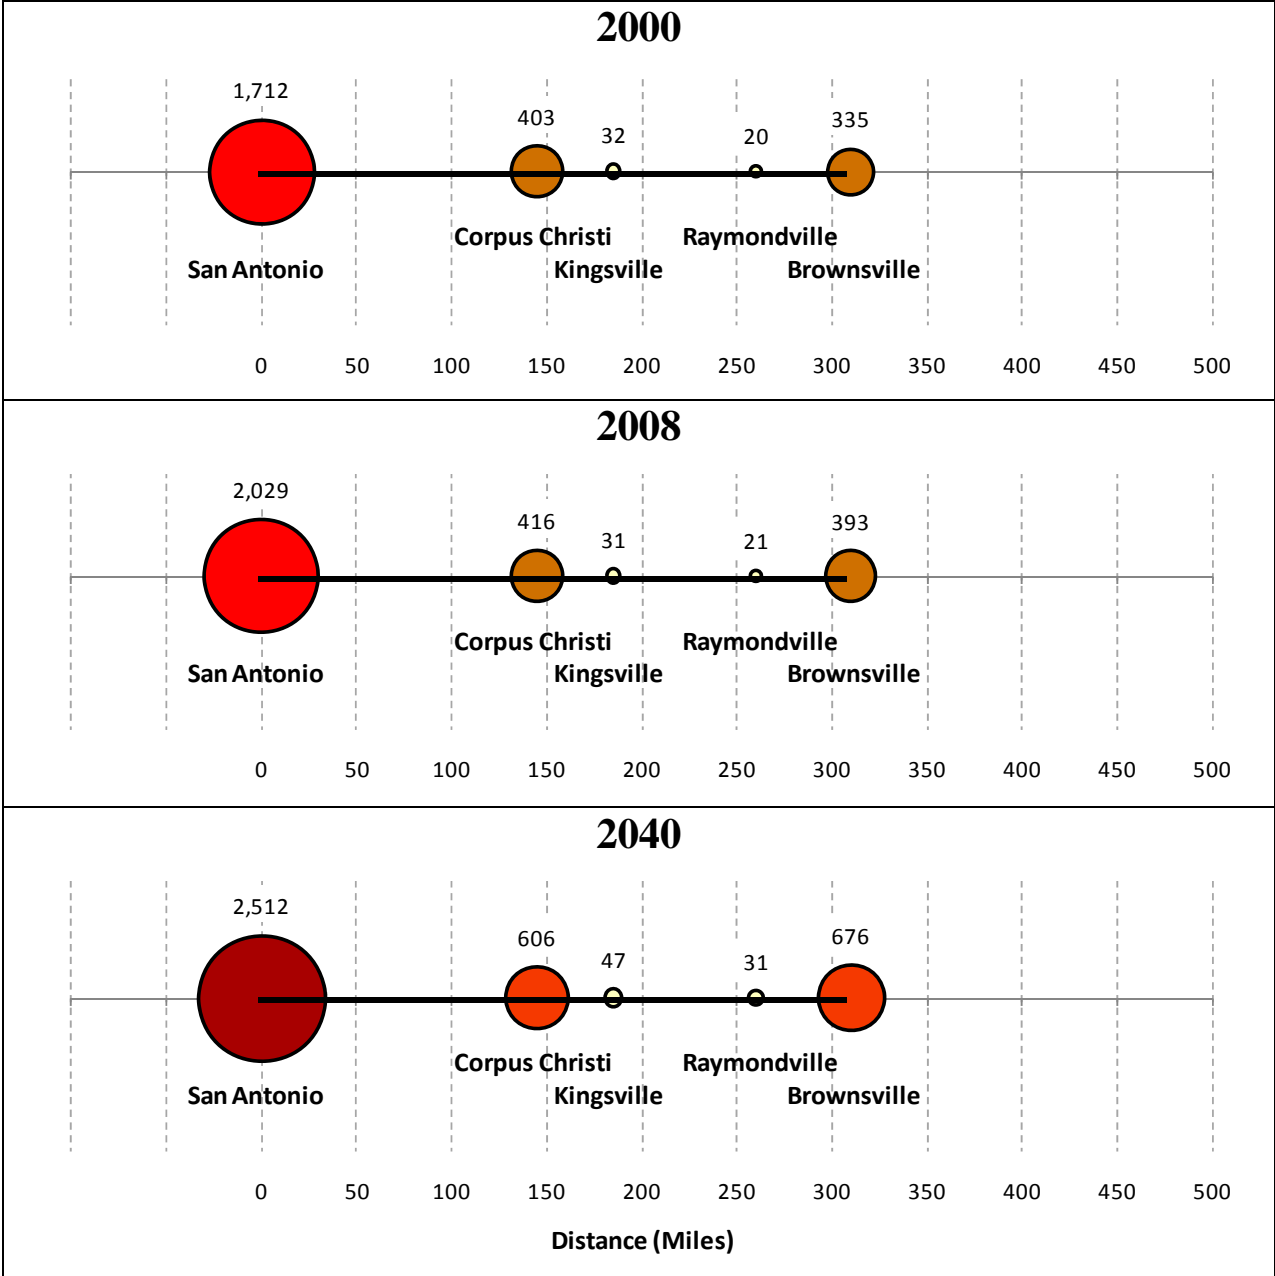 2000
1,712
403
32
20
335
Corpus Christi
Raymondville
San Antonio
Kingsville
Brownsville
0 50 100 150 200 250 300 350 400 450 500
2008
2,029
416
31
21
393
Corpus Christi
Raymondville
San Antonio
Kingsville
Brownsville
0 50 100 150 200 250 300 350 400 450 500
2040
2,512
606
47
31
676
Corpus Christi
Raymondville
San Antonio
Kingsville
Brownsville
0 50 100 150 200 250 300 350 400 450 500
Distance (Miles)